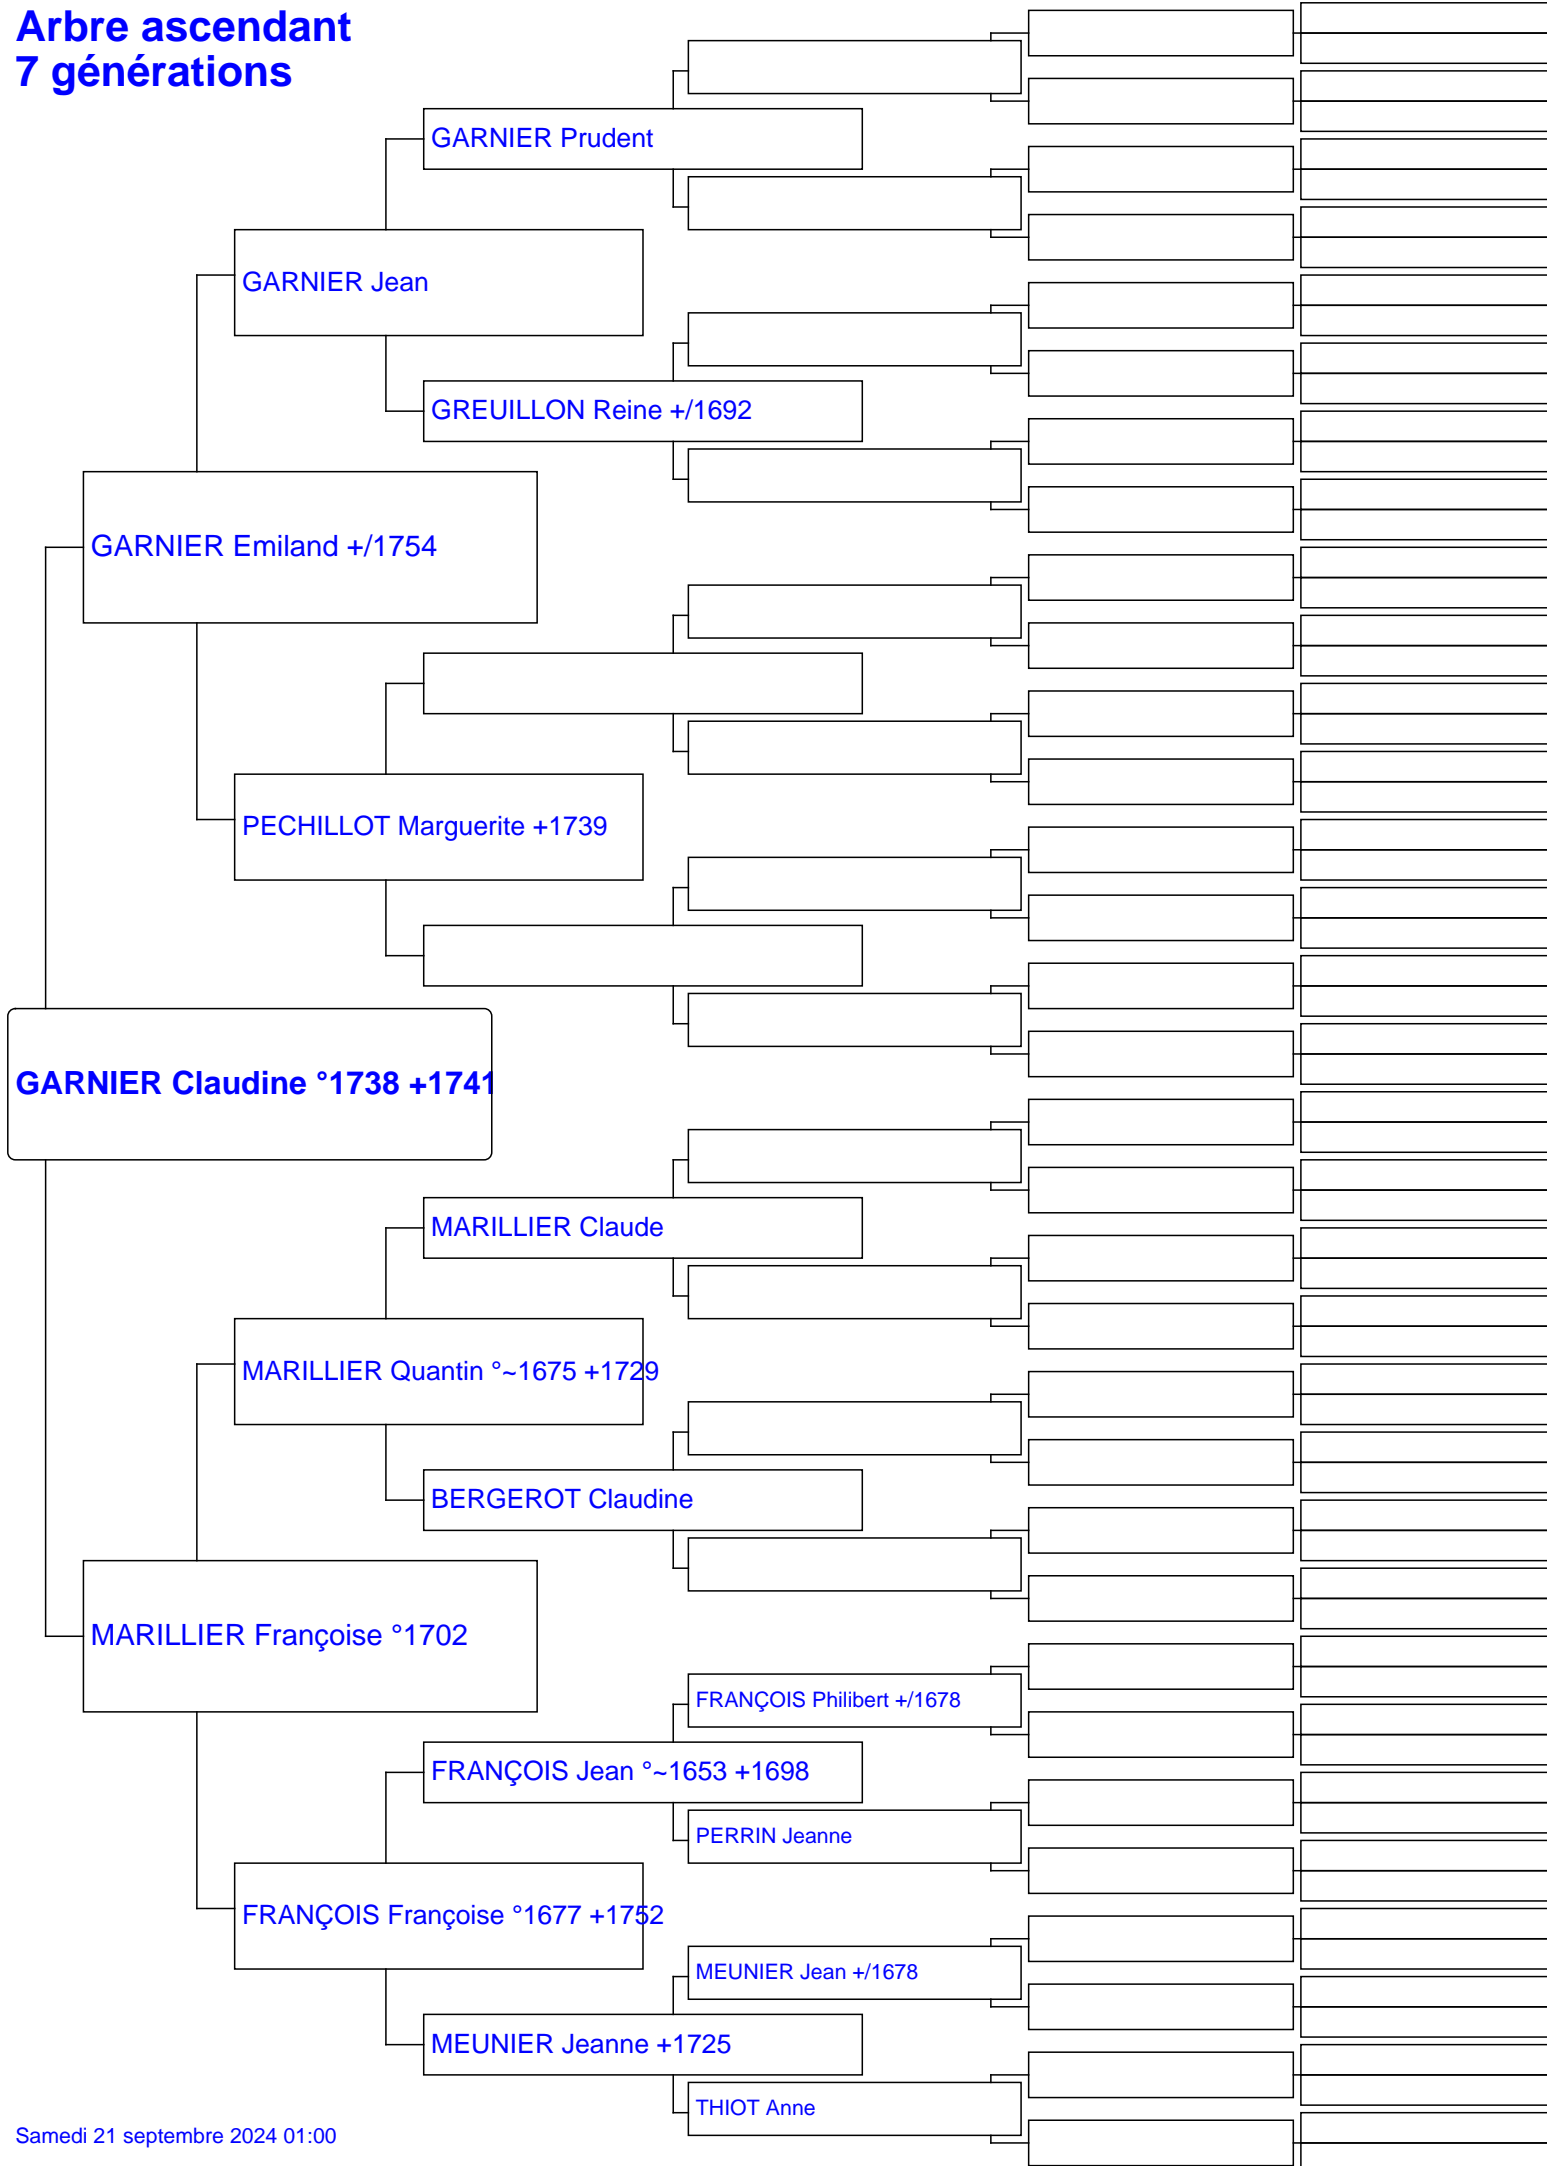 Arbre ascendant
7 générations
GARNIER Prudent
GARNIER Jean
GREUILLON Reine +/1692
GARNIER Emiland +/1754
PECHILLOT Marguerite +1739
GARNIER Claudine °1738 +1741
MARILLIER Claude
MARILLIER Quantin °~1675 +1729
BERGEROT Claudine
MARILLIER Françoise °1702
FRANÇOIS Philibert +/1678
FRANÇOIS Jean °~1653 +1698
PERRIN Jeanne
FRANÇOIS Françoise °1677 +1752
MEUNIER Jean +/1678
MEUNIER Jeanne +1725
THIOT Anne
Samedi 21 septembre 2024 01:00